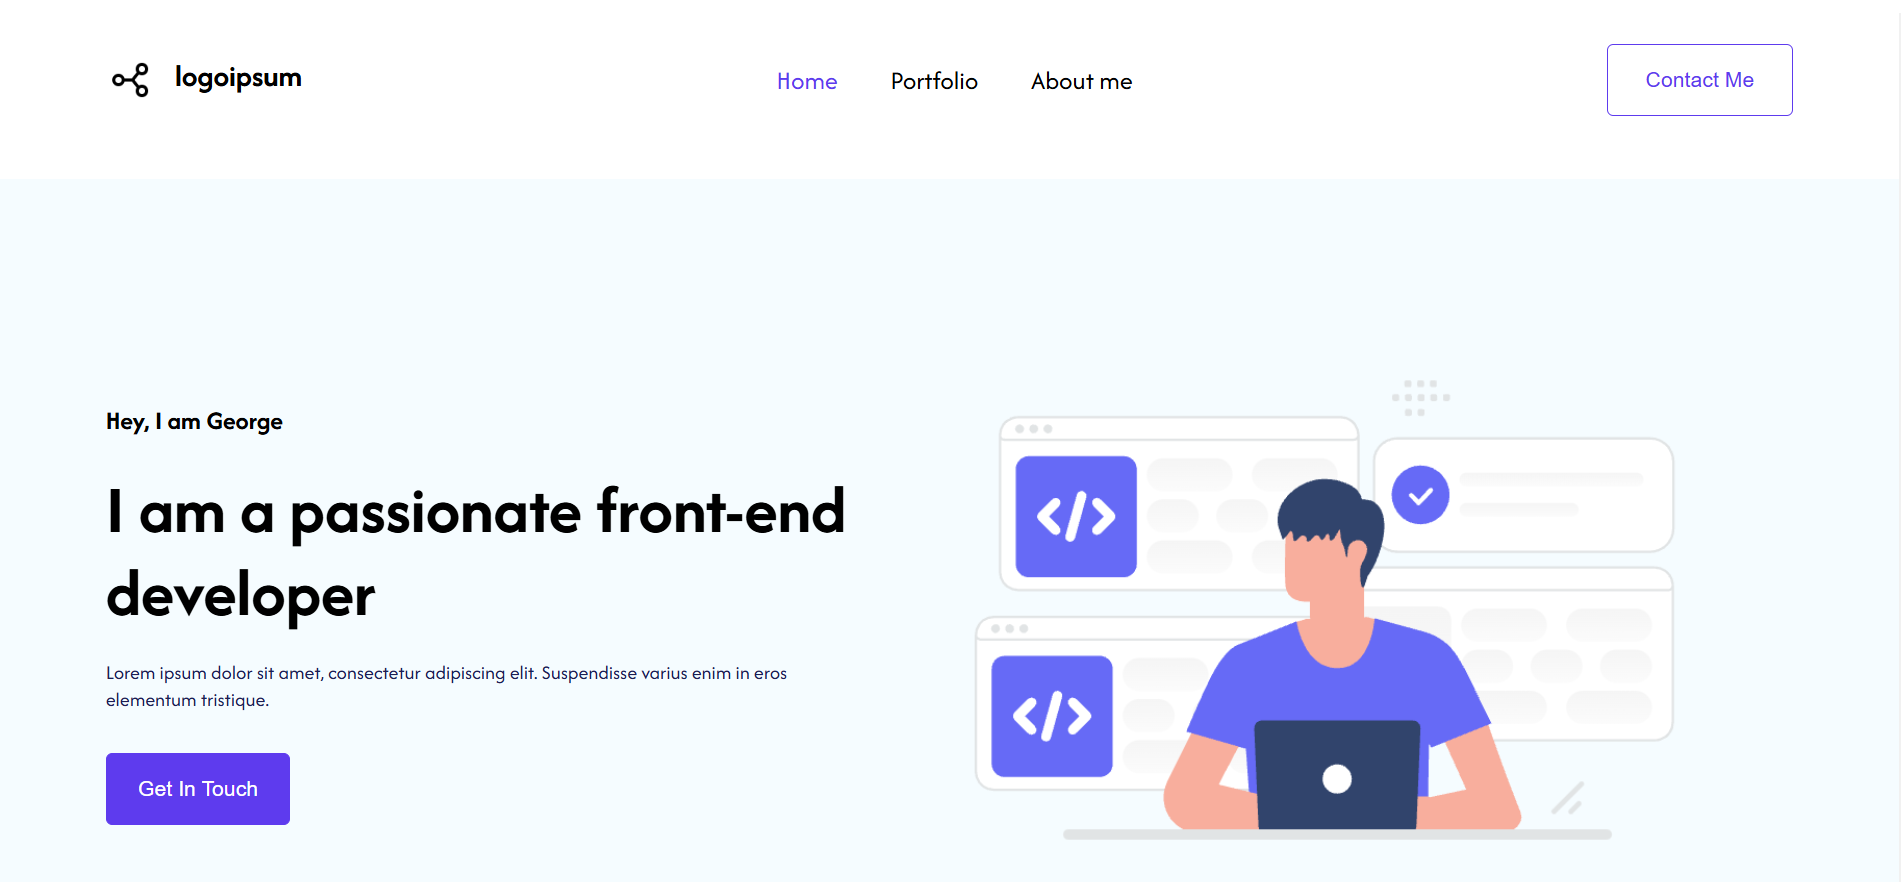 logoipsum
Home Portfolio About me
Contact Me
Hey, I am George
I am a passionate front-end
developer
Lorem ipsum dolor sit amet, consectetur adipiscing elit. Suspendisse varius enim in eros
elementum tristique.
Get In Touch
</>
</>